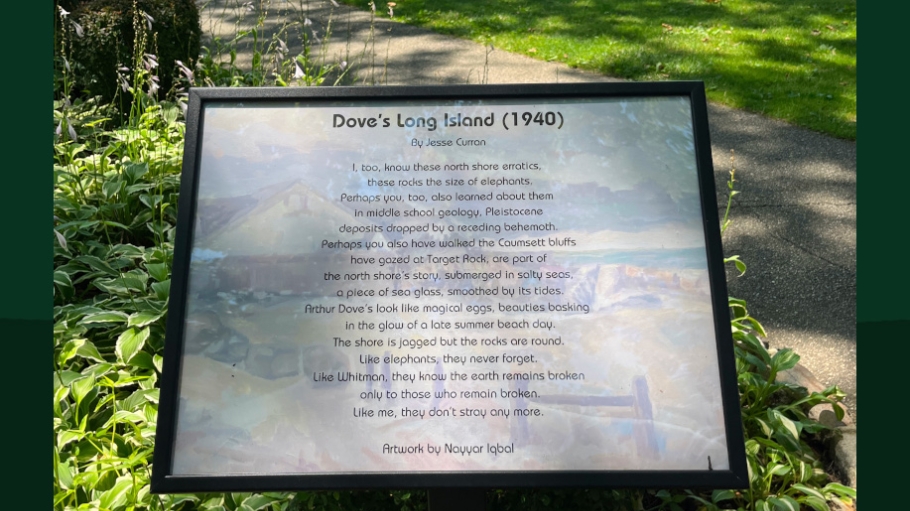 Dove's Long Island (1940)
By Jesse Curran
I, too, know these north shore erratics,
these rocks the size of elephants.
Perhaps you, too, also learned about them
in middle school geology, Pleistocene
deposits dropped by a receding behemoth.
Perhaps you also have walked the Caumsett bluffs
have gazed at Target Rock, are part of
the north shore's story, submerged in salty seas,
a piece of sea glass, smoothed by its tides.
Arthur Dove's look like magical eggs, beauties basking
in the glow of a late summer beach day.
The shore is jagged but the rocks are round.
Like elephants, they never forget.
Like Whitman, they know the earth remains broken
only to those who remain broken.
Like me, they don't stray any more.
Artwork by Nayyar Iqbal